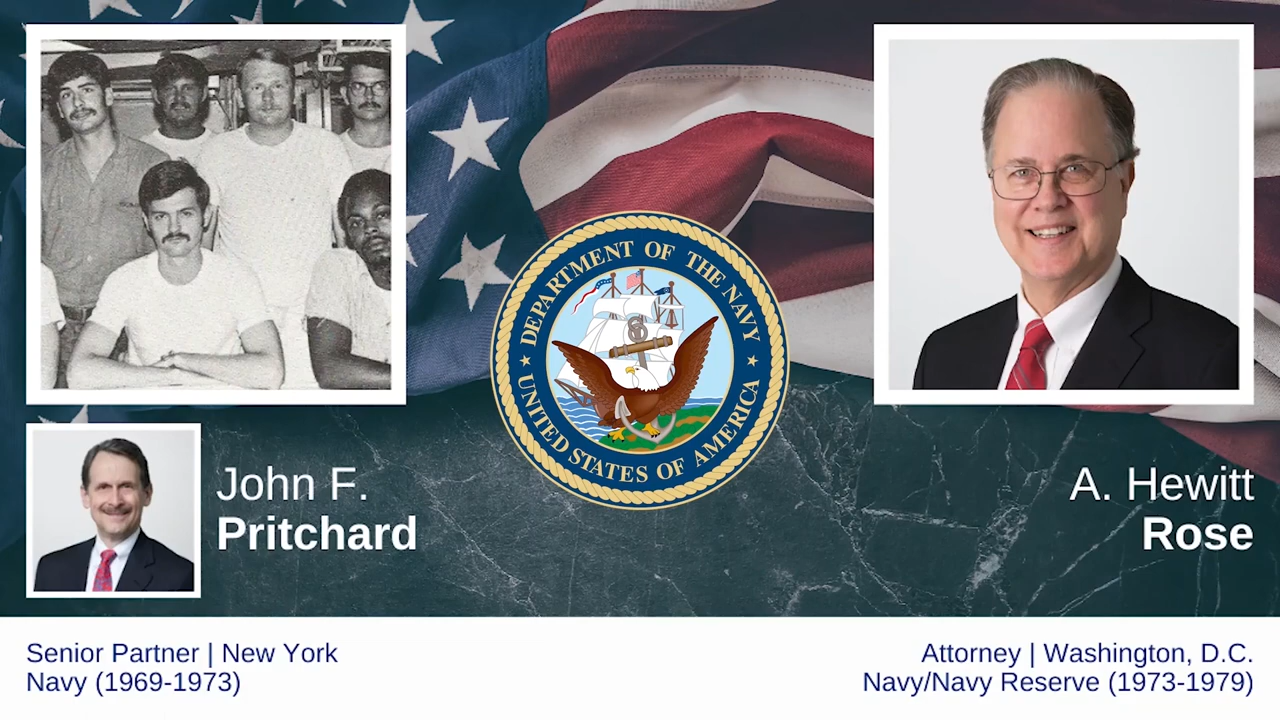 DEPARTMENT OF THE NAVY
UNITED STATES OF AMERICA
John F.
Pritchard
A. Hewitt
Rose
Senior Partner | New York
Navy (1969-1973)
Attorney | Washington, D.C.
Navy/Navy Reserve (1973-1979)